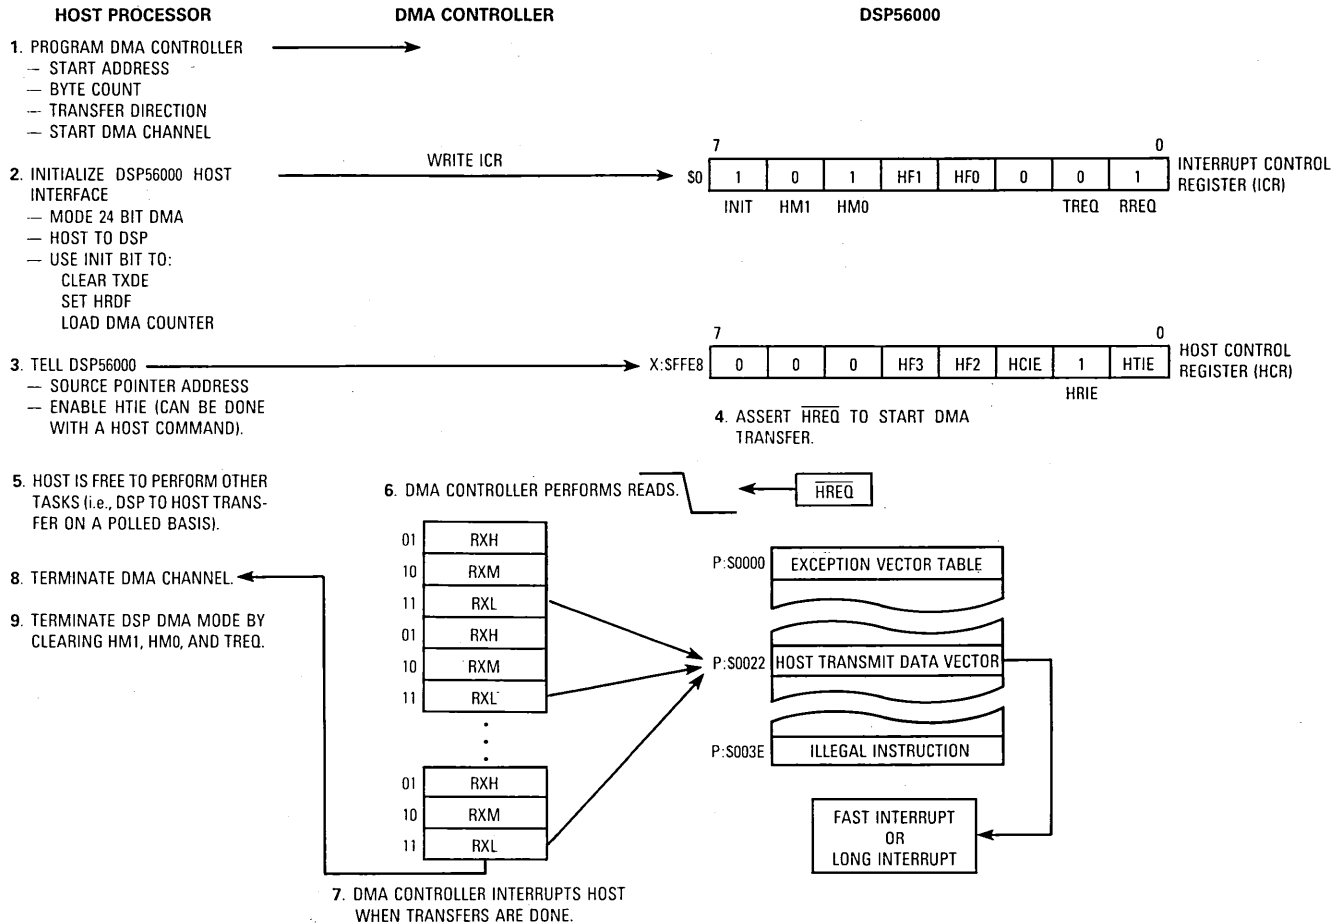 HOST PROCESSOR
DMA CONTROLLER
DSP56000
1. PROGRAM DMA CONTROLLER
— START ADDRESS
— BYTE COUNT
— TRANSFER DIRECTION
— START DMA CHANNEL
2. INITIALIZE DSP56000 HOST
INTERFACE
— MODE 24 BIT DMA
— HOST TO DSP
— USE INIT BIT TO:
CLEAR TXDE
SET HRDF
LOAD DMA COUNTER
WRITE ICR
7 0
$0 1 0 1 HF1 HF0 0 0 1
INIT HM1 HM0 TREQ RREQ
INTERRUPT CONTROL
REGISTER (ICR)
3. TELL DSP56000
— SOURCE POINTER ADDRESS
— ENABLE HTIE (CAN BE DONE
WITH A HOST COMMAND).
7 0
X:$FFE8 0 0 0 HF3 HF2 HCIE 1 HTIE
HRIE
HOST CONTROL
REGISTER (HCR)
4. ASSERT HREQ TO START DMA
TRANSFER.
5. HOST IS FREE TO PERFORM OTHER
TASKS (i.e., DSP TO HOST TRANS-
FER ON A POLLED BASIS).
6. DMA CONTROLLER PERFORMS READS.
HREQ
01 RXH
10 RXM
11 RXL
01 RXH
10 RXM
11 RXL
01 RXH
10 RXM
11 RXL
P:$0000 EXCEPTION VECTOR TABLE
P:$0022 HOST TRANSMIT DATA VECTOR
P:$003E ILLEGAL INSTRUCTION
FAST INTERRUPT
OR
LONG INTERRUPT
7. DMA CONTROLLER INTERRUPTS HOST
WHEN TRANSFERS ARE DONE.
8. TERMINATE DMA CHANNEL.
9. TERMINATE DSP DMA MODE BY
CLEARING HM1, HM0, AND TREQ.